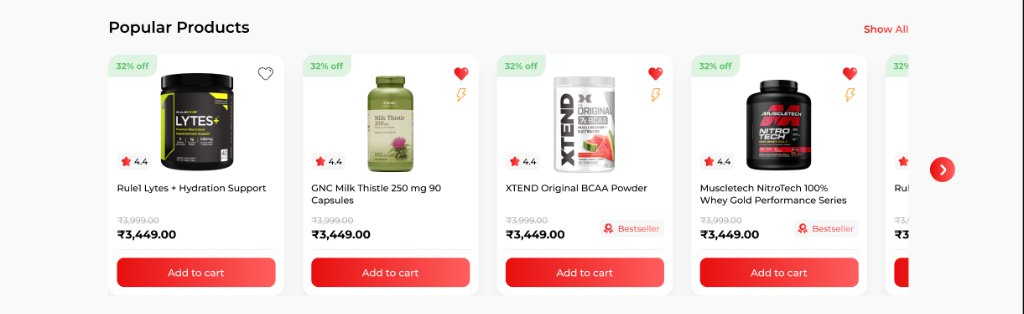 Popular Products
Show All
32% off
LYTES+
4.4
Rule1 Lytes + Hydration Support
₹3,999.00
₹3,449.00
Add to cart
32% off
Milk Thistle
4.4
GNC Milk Thistle 250 mg 90
Capsules
₹3,999.00
₹3,449.00
Add to cart
32% off
XTEND
ORIGINAL
7g BCAA
4.4
XTEND Original BCAA Powder
₹3,999.00
₹3,449.00
Bestseller
Add to cart
32% off
MUSCLETECH
NITRO
TECH
4.4
Muscletech NitroTech 100%
Whey Gold Performance Series
₹3,999.00
₹3,449.00
Bestseller
Add to cart